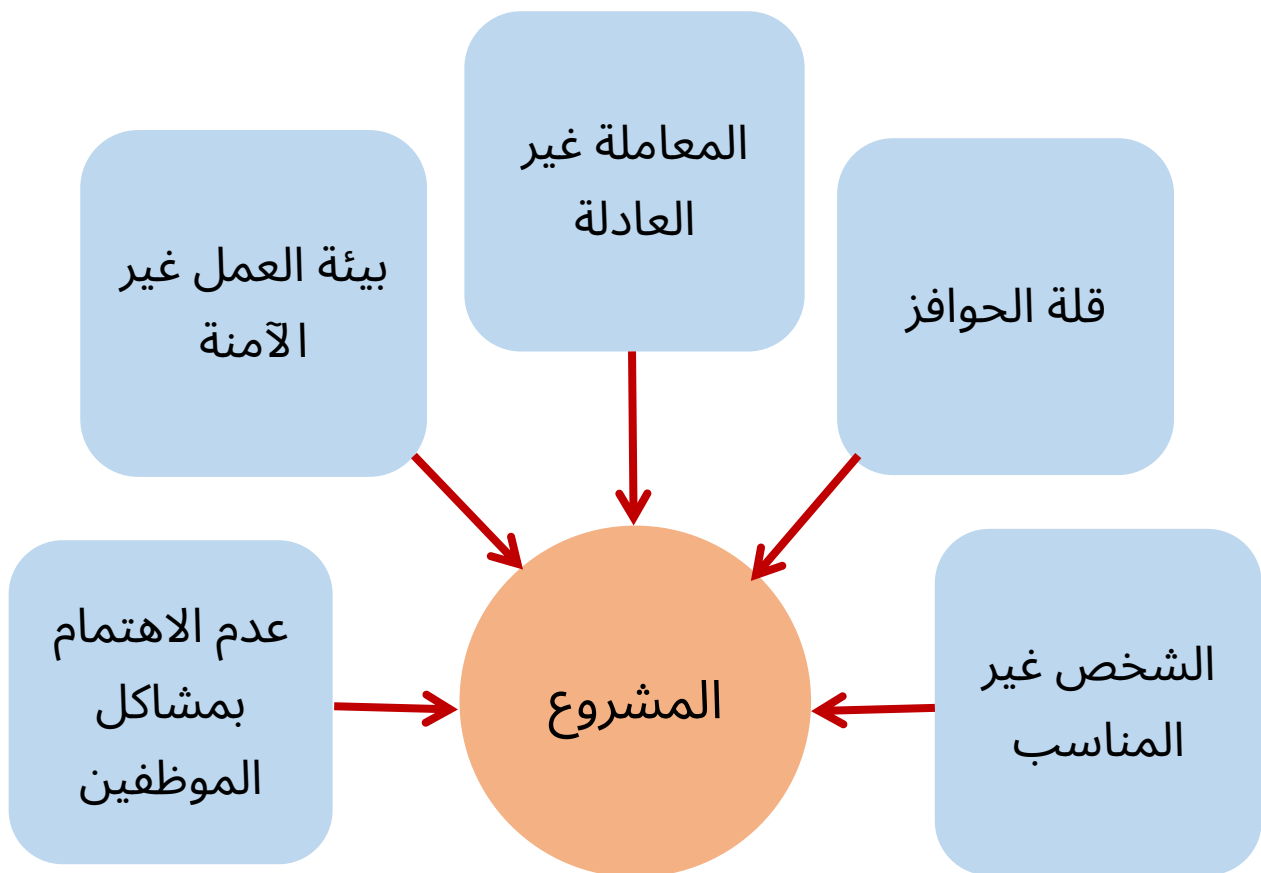 المعاملة غير
العادلة
قلة الحوافز
بيئة العمل غير
الآمنة
الشخص غير
المناسب
عدم الاهتمام
بمشاكل
الموظفين
المشروع